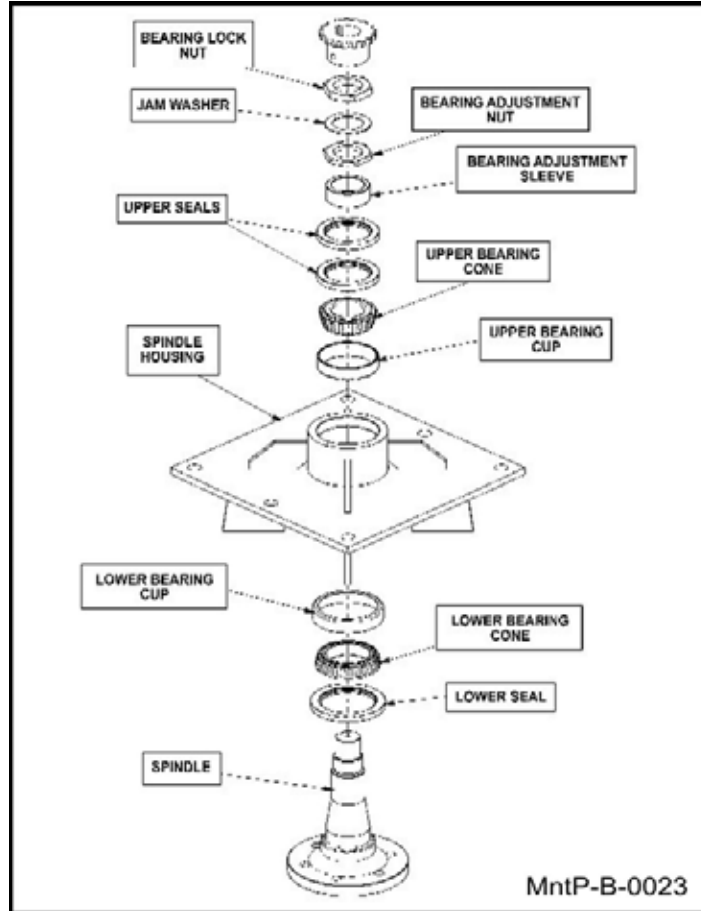 BEARING LOCK
NUT
JAM WASHER
BEARING ADJUSTMENT
NUT
BEARING ADJUSTMENT
SLEEVE
UPPER SEALS
UPPER BEARING
CONE
SPINDLE
HOUSING
UPPER BEARING
CUP
LOWER BEARING
CUP
LOWER BEARING
CONE
LOWER SEAL
SPINDLE
MntP-B-0023